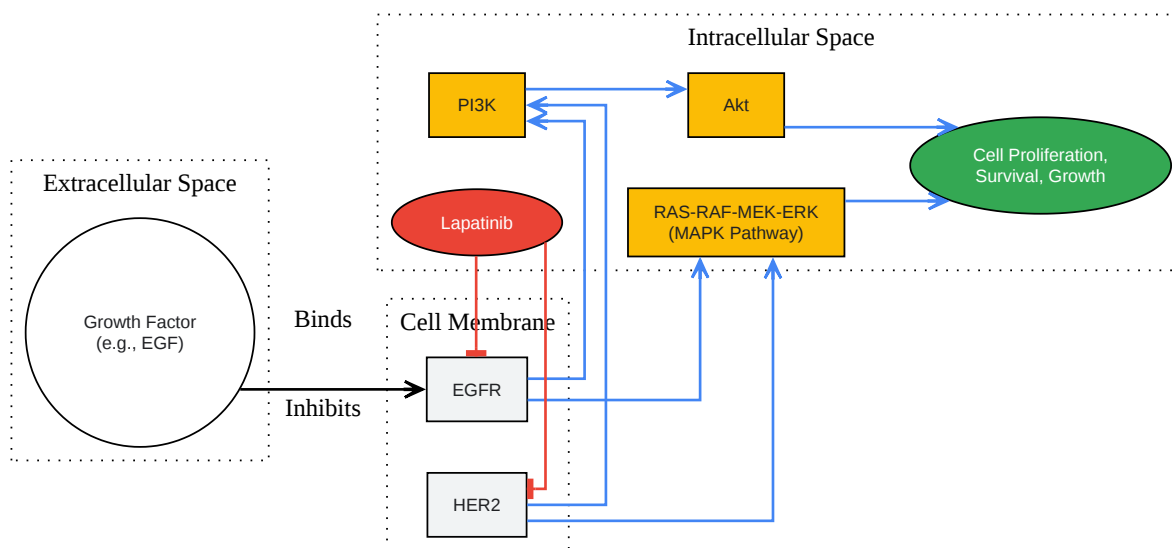 Intracellular Space
PI3K
Akt
Cell Proliferation,
Survival, Growth
Extracellular Space
Lapatinib
RAS-RAF-MEK-ERK
(MAPK Pathway)
Growth Factor
(e.g., EGF)
Binds
Inhibits
Cell Membrane
EGFR
HER2